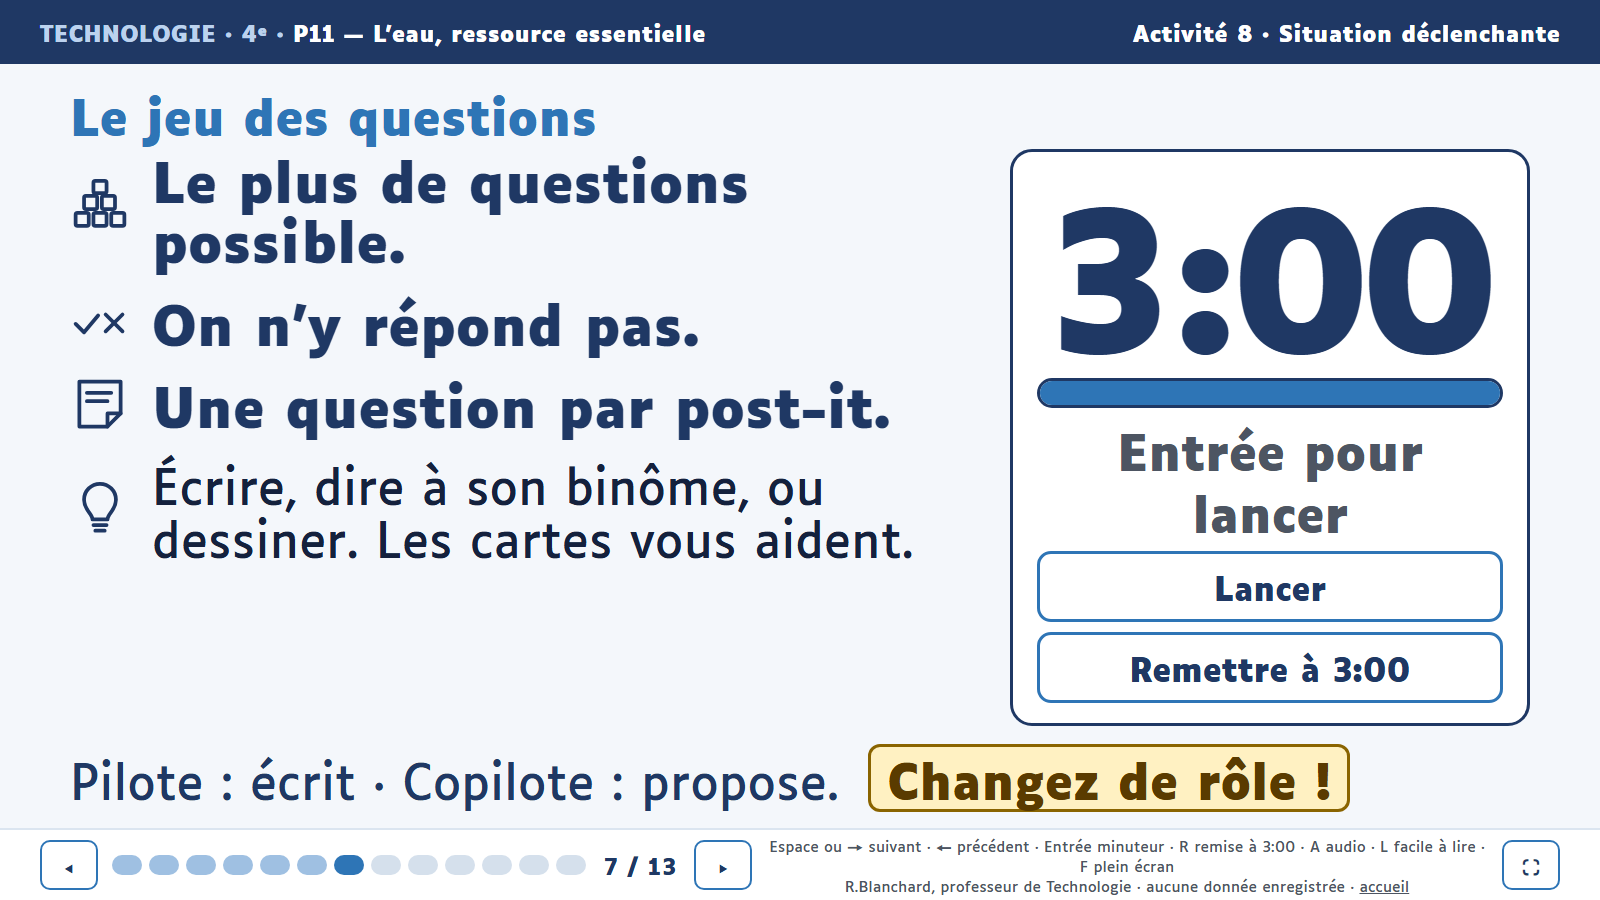 TECHNOLOGIE · 4ᵉ · P11 — L’eau, ressource essentielle
Activité 8 · Situation déclenchante
Le jeu des questions
Le plus de questions
possible.
On n’y répond pas.
Une question par post-it.
Écrire, dire à son binôme, ou
dessiner. Les cartes vous aident.
3:00
Entrée pour
lancer
Lancer
Remettre à 3:00
Pilote : écrit · Copilote : propose.
Changez de rôle !
7 / 13
Espace ou → suivant · ← précédent · Entrée minuteur · R remise à 3:00 · A audio · L facile à lire ·
F plein écran
R.Blanchard, professeur de Technologie · aucune donnée enregistrée · accueil